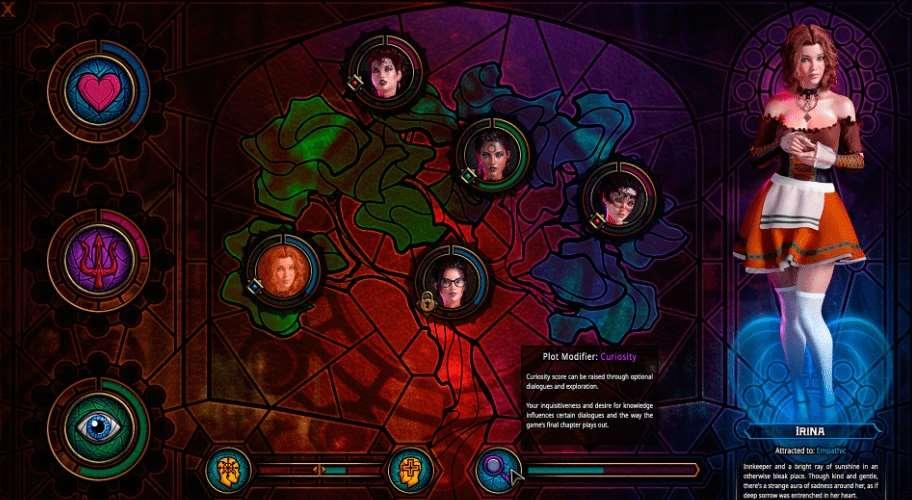 Plot Modifier: Curiosity
Curiosity score can be raised through optional
dialogues and exploration.
Your inquisitiveness and desire for knowledge
influences certain dialogues and the way the
game's final chapter plays out.
IRINA
Attracted to: Empathic
Innkeeper and a bright ray of sunshine in an
otherwise bleak place. Though kind and gentle,
there's a strange aura of sadness around her, as if
deep sorrow was entrenched in her heart.